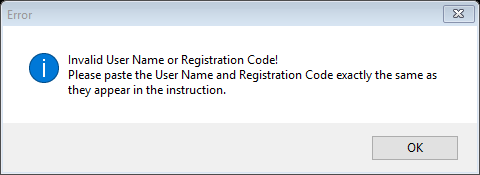 Error
Invalid User Name or Registration Code!
Please paste the User Name and Registration Code exactly the same as
they appear in the instruction.
OK